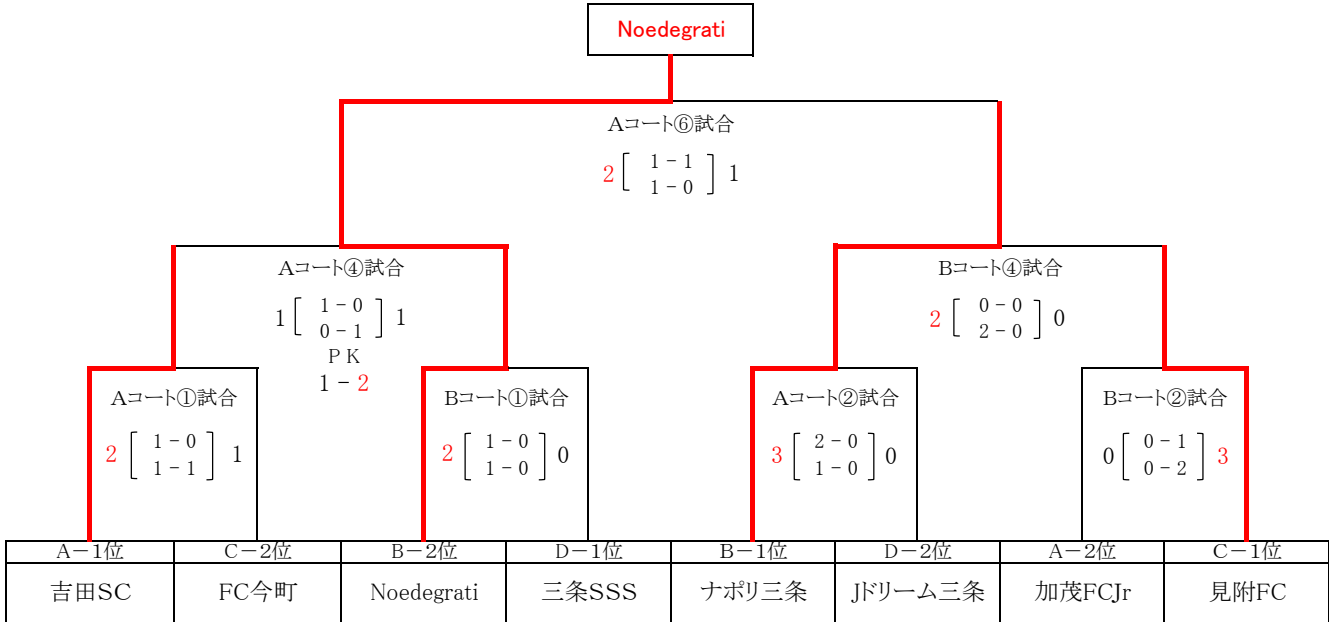 Noedegrati
Aコート⑥試合
2 [ 1-1 ] 1
1-0
Aコート④試合
1 [ 1-0 ] 1
0-1
PK
1-2
Bコート④試合
2 [ 0-0 ] 0
2-0
Aコート①試合
2 [ 1-0 ] 1
1-1
Bコート①試合
2 [ 1-0 ] 0
1-0
Aコート②試合
3 [ 2-0 ] 0
1-0
Bコート②試合
0 [ 0-1 ] 3
0-2
A-1位 C-2位 B-2位 D-1位 B-1位 D-2位 A-2位 C-1位
吉田SC FC今町 Noedegrati 三条SSS ナポリ三条 Jドリーム三条 加茂FCJr 見附FC